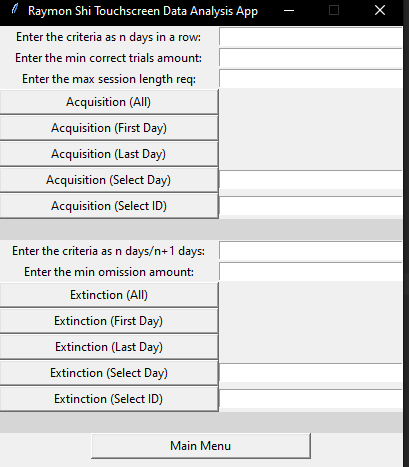 Raymon Shi Touchscreen Data Analysis App
Enter the criteria as n days in a row:
Enter the min correct trials amount:
Enter the max session length req:
Acquisition (All)
Acquisition (First Day)
Acquisition (Last Day)
Acquisition (Select Day)
Acquisition (Select ID)
Enter the criteria as n days/n+1 days:
Enter the min omission amount:
Extinction (All)
Extinction (First Day)
Extinction (Last Day)
Extinction (Select Day)
Extinction (Select ID)
Main Menu